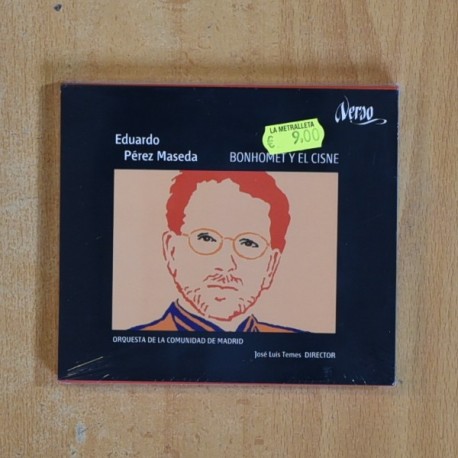 Verso
LA METRALLETA
€ 9.00
Eduardo
Pérez Maseda
BONHOMET Y EL CISNE
ORQUESTA DE LA COMUNIDAD DE MADRID
José Luis Temes DIRECTOR